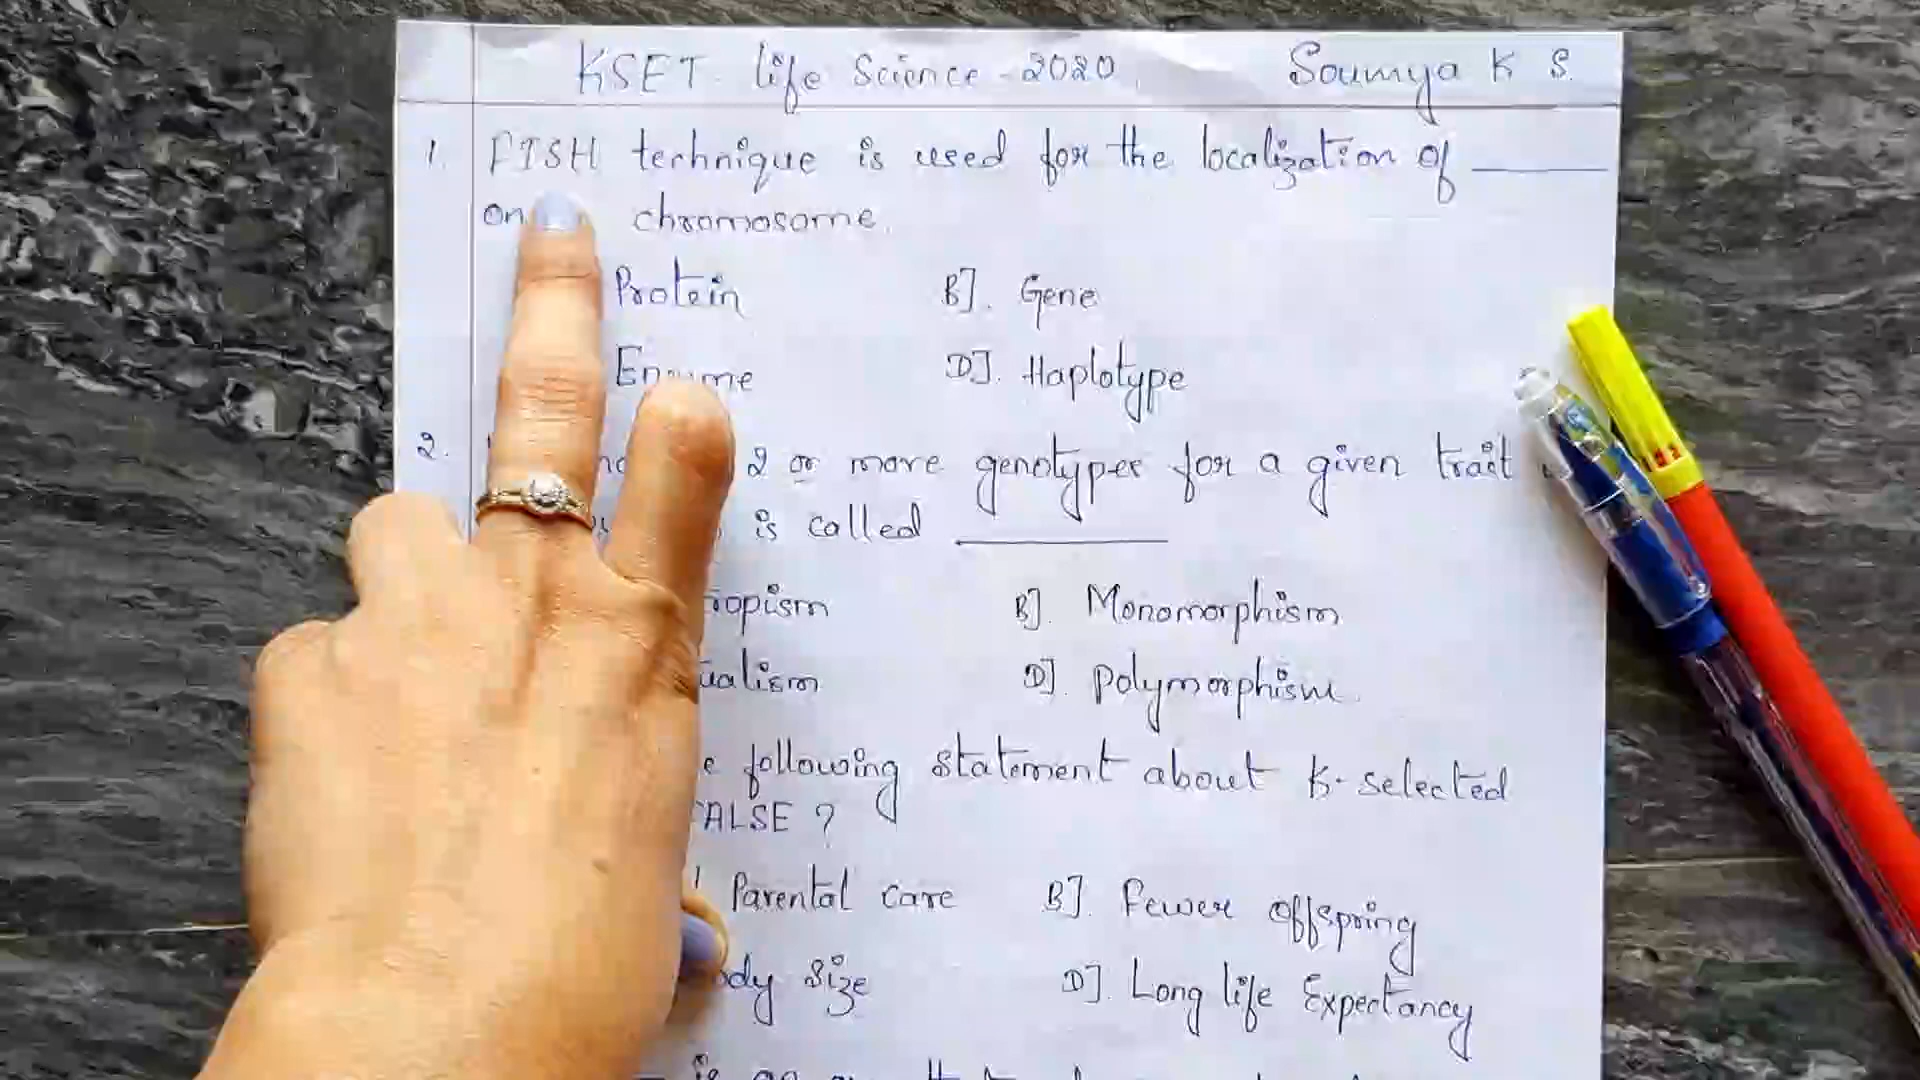 KSET life Science - 2020 Soumya K S.
1. FISH technique is used for the localization of ______
on chromosome.
Protein B]. Gene
D]. Haplotype
2. 2 or more genotypes for a given trait
is called ______
B]. Monomorphism
D]. Polymorphism.
following statement about K-selected
?
Parental care B]. Fewer Offspring
Size D]. Long life Expectancy